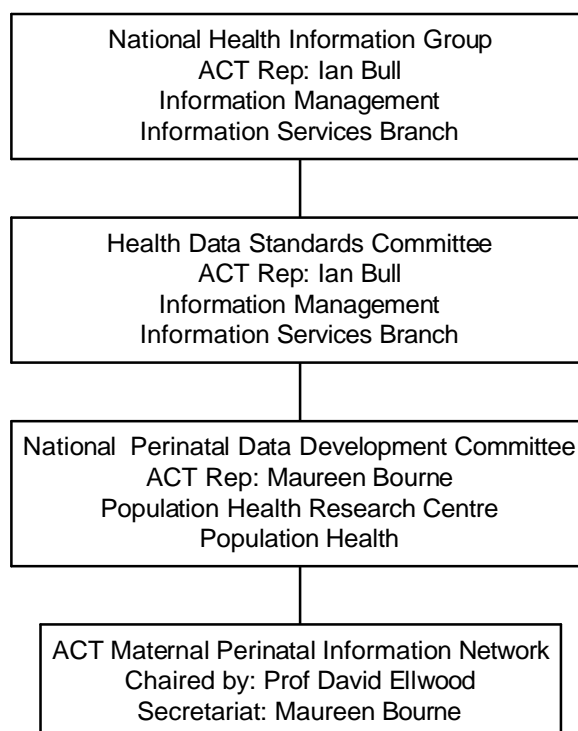 National Health Information Group
ACT Rep: Ian Bull
Information Management
Information Services Branch
Health Data Standards Committee
ACT Rep: Ian Bull
Information Management
Information Services Branch
National Perinatal Data Development Committee
ACT Rep: Maureen Bourne
Population Health Research Centre
Population Health
ACT Maternal Perinatal Information Network
Chaired by: Prof David Ellwood
Secretariat: Maureen Bourne